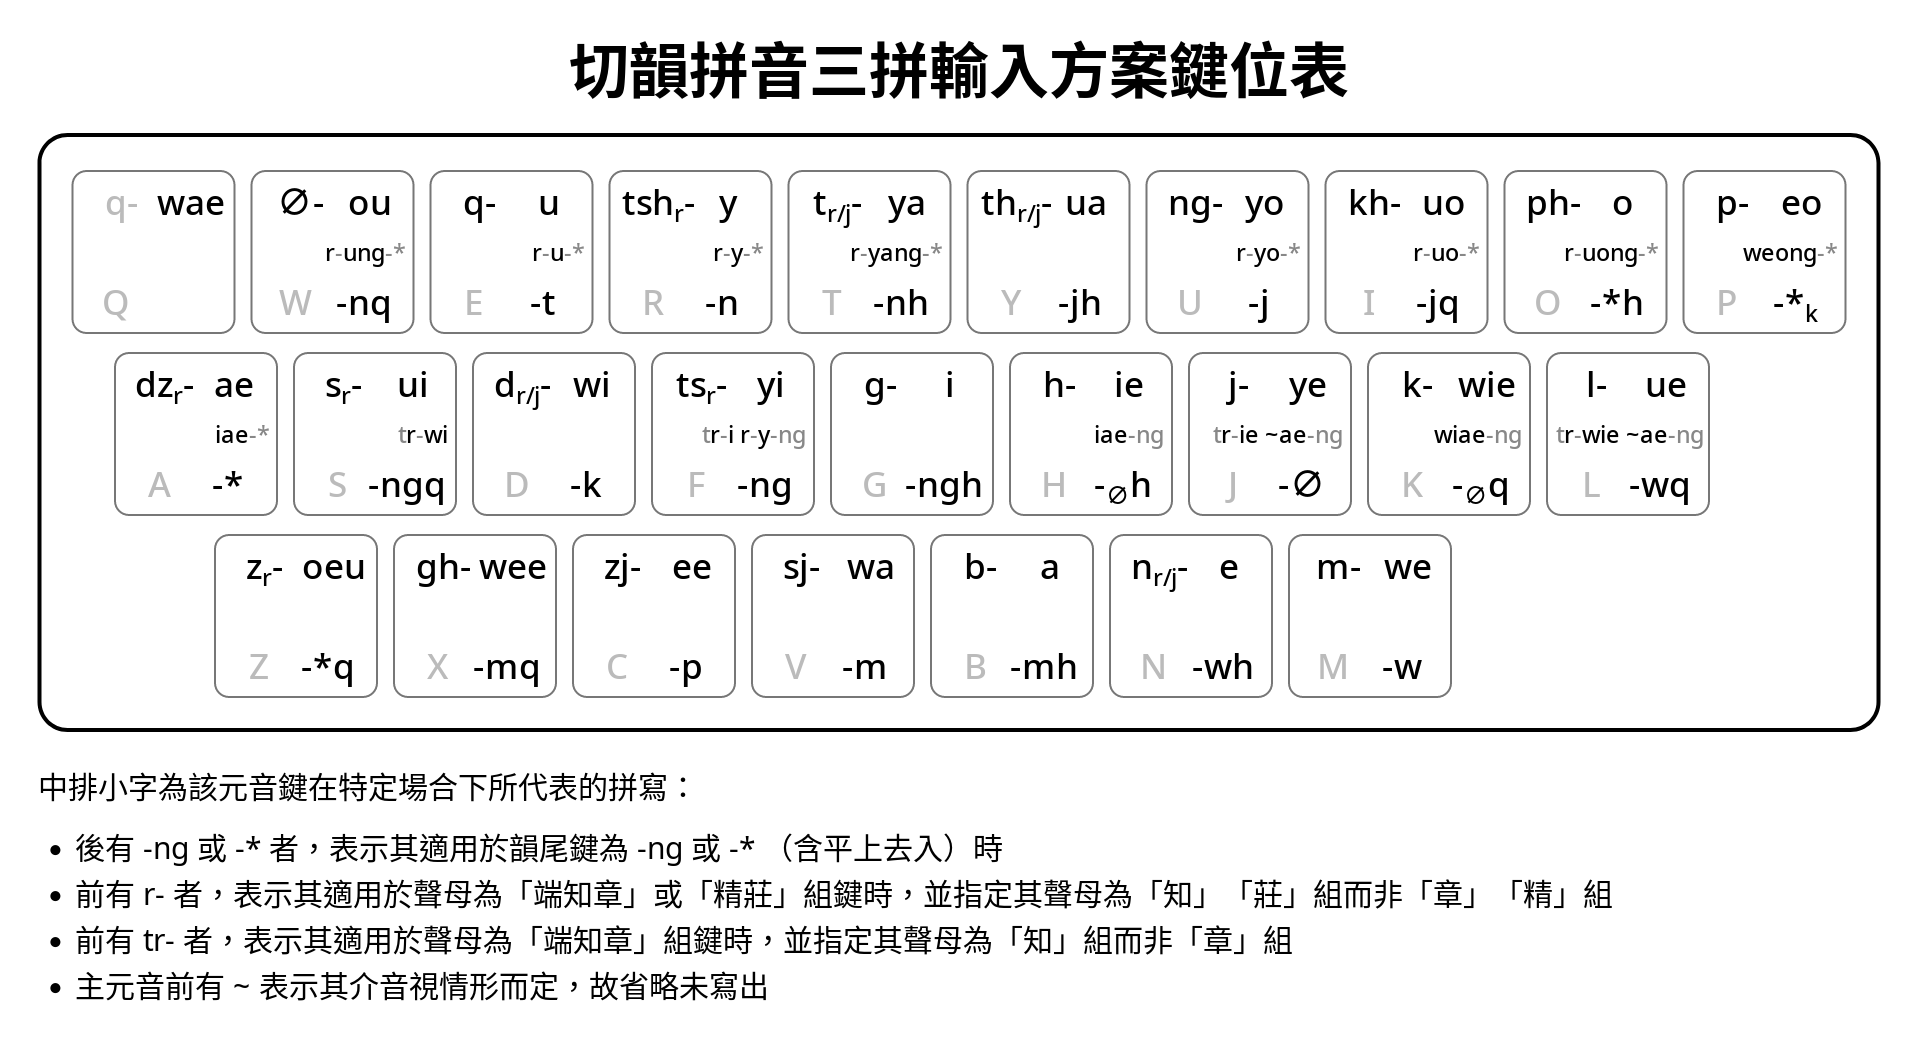 切韻拼音三拼輸入方案鍵位表
q- wae ∅- ou q- u tshr- y tr/j- ya thr/j- ua ng- yo kh- uo ph- o p- eo
r-ung-* r-u-* r-y-* r-yang-* r-yo-* r-uo-* r-uong-* weong-*
Q W -nq E -t R -n T -nh Y -jh U -j I -jq O -*h P -*k
dzr- ae sr- ui dr/j- wi tsr- yi g- i h- ie j- ye k- wie l- ue
iae-* tr-wi tr-i r-y-ng iae-ng tr-ie ~ae-ng wiae-ng tr-wie ~ae-ng
A -* S -ngq D -k F -ng G -ngh H -∅h J -∅ K -∅q L -wq
zr- oeu gh- wee zj- ee sj- wa b- a nr/j- e m- we
Z -*q X -mq C -p V -m B -mh N -wh M -w
中排小字為該元音鍵在特定場合下所代表的拼寫：
• 後有 -ng 或 -* 者，表示其適用於韻尾鍵為 -ng 或 -* （含平上去入）時
• 前有 r- 者，表示其適用於聲母為「端知章」或「精莊」組鍵時，並指定其聲母為「知」「莊」組而非「章」「精」組
• 前有 tr- 者，表示其適用於聲母為「端知章」組鍵時，並指定其聲母為「知」組而非「章」組
• 主元音前有 ~ 表示其介音視情形而定，故省略未寫出